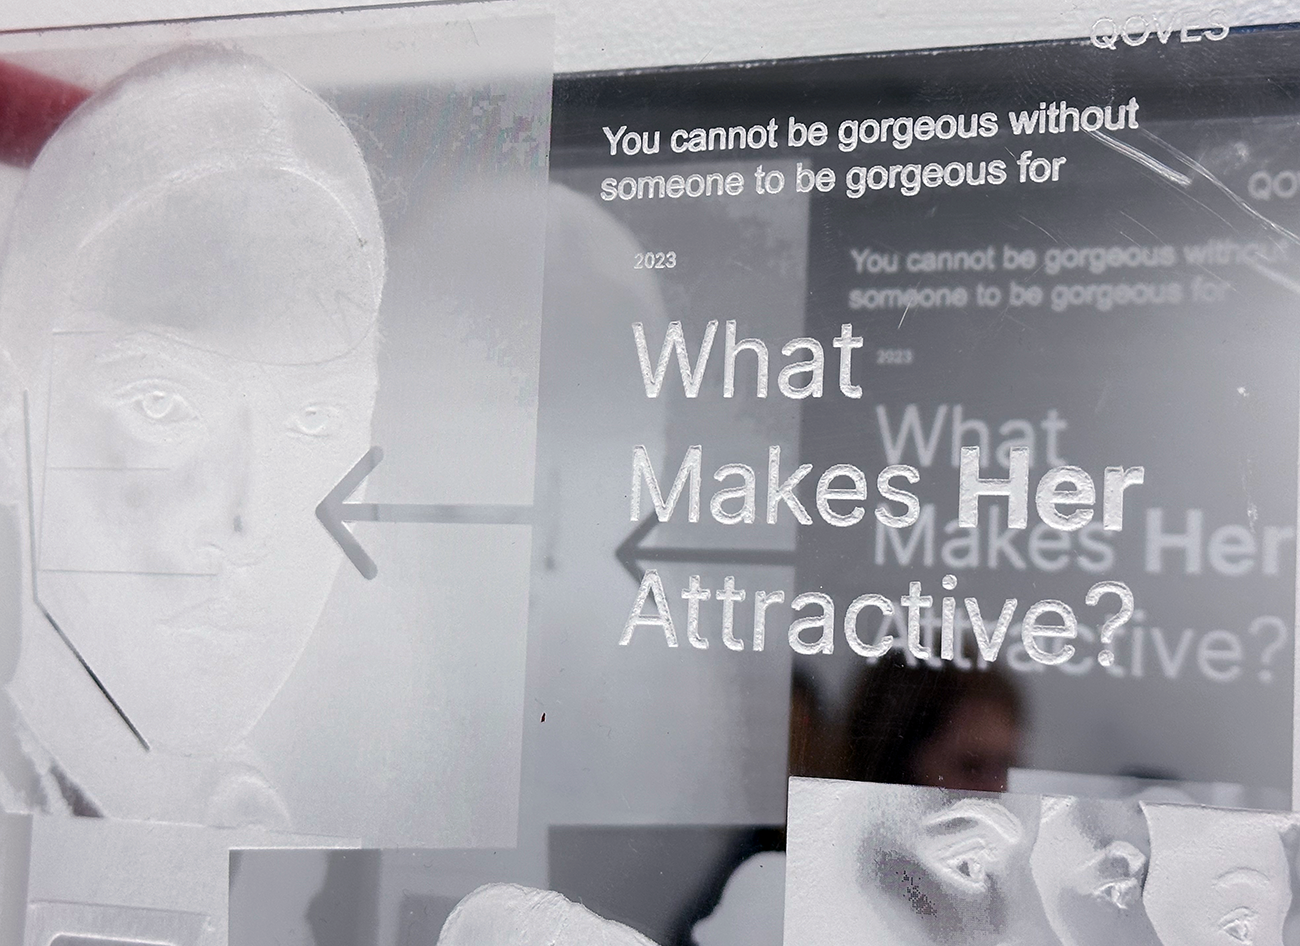 QOVES
You cannot be gorgeous without
someone to be gorgeous for
2023
What
Makes Her
Attractive?
QO
You cannot be gorgeous without
someone to be gorgeous for
2023
What
Makes Her
Attractive?